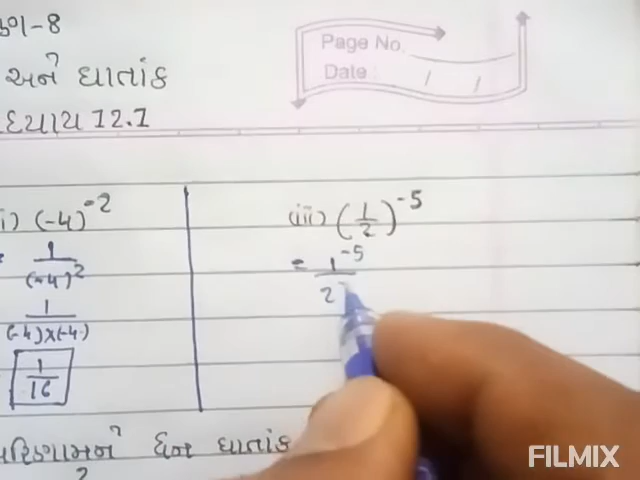 -8
Page No.
અને ઘાતાંક
Date : / /
12.1
i) (-4)⁻²
(iii) (1/2)⁻⁵
= 1/(-4)²
= 1⁻⁵/2
1/(-4)×(-4)
1/16
પરિણામને ઘન ઘાતાંક
FILMIX